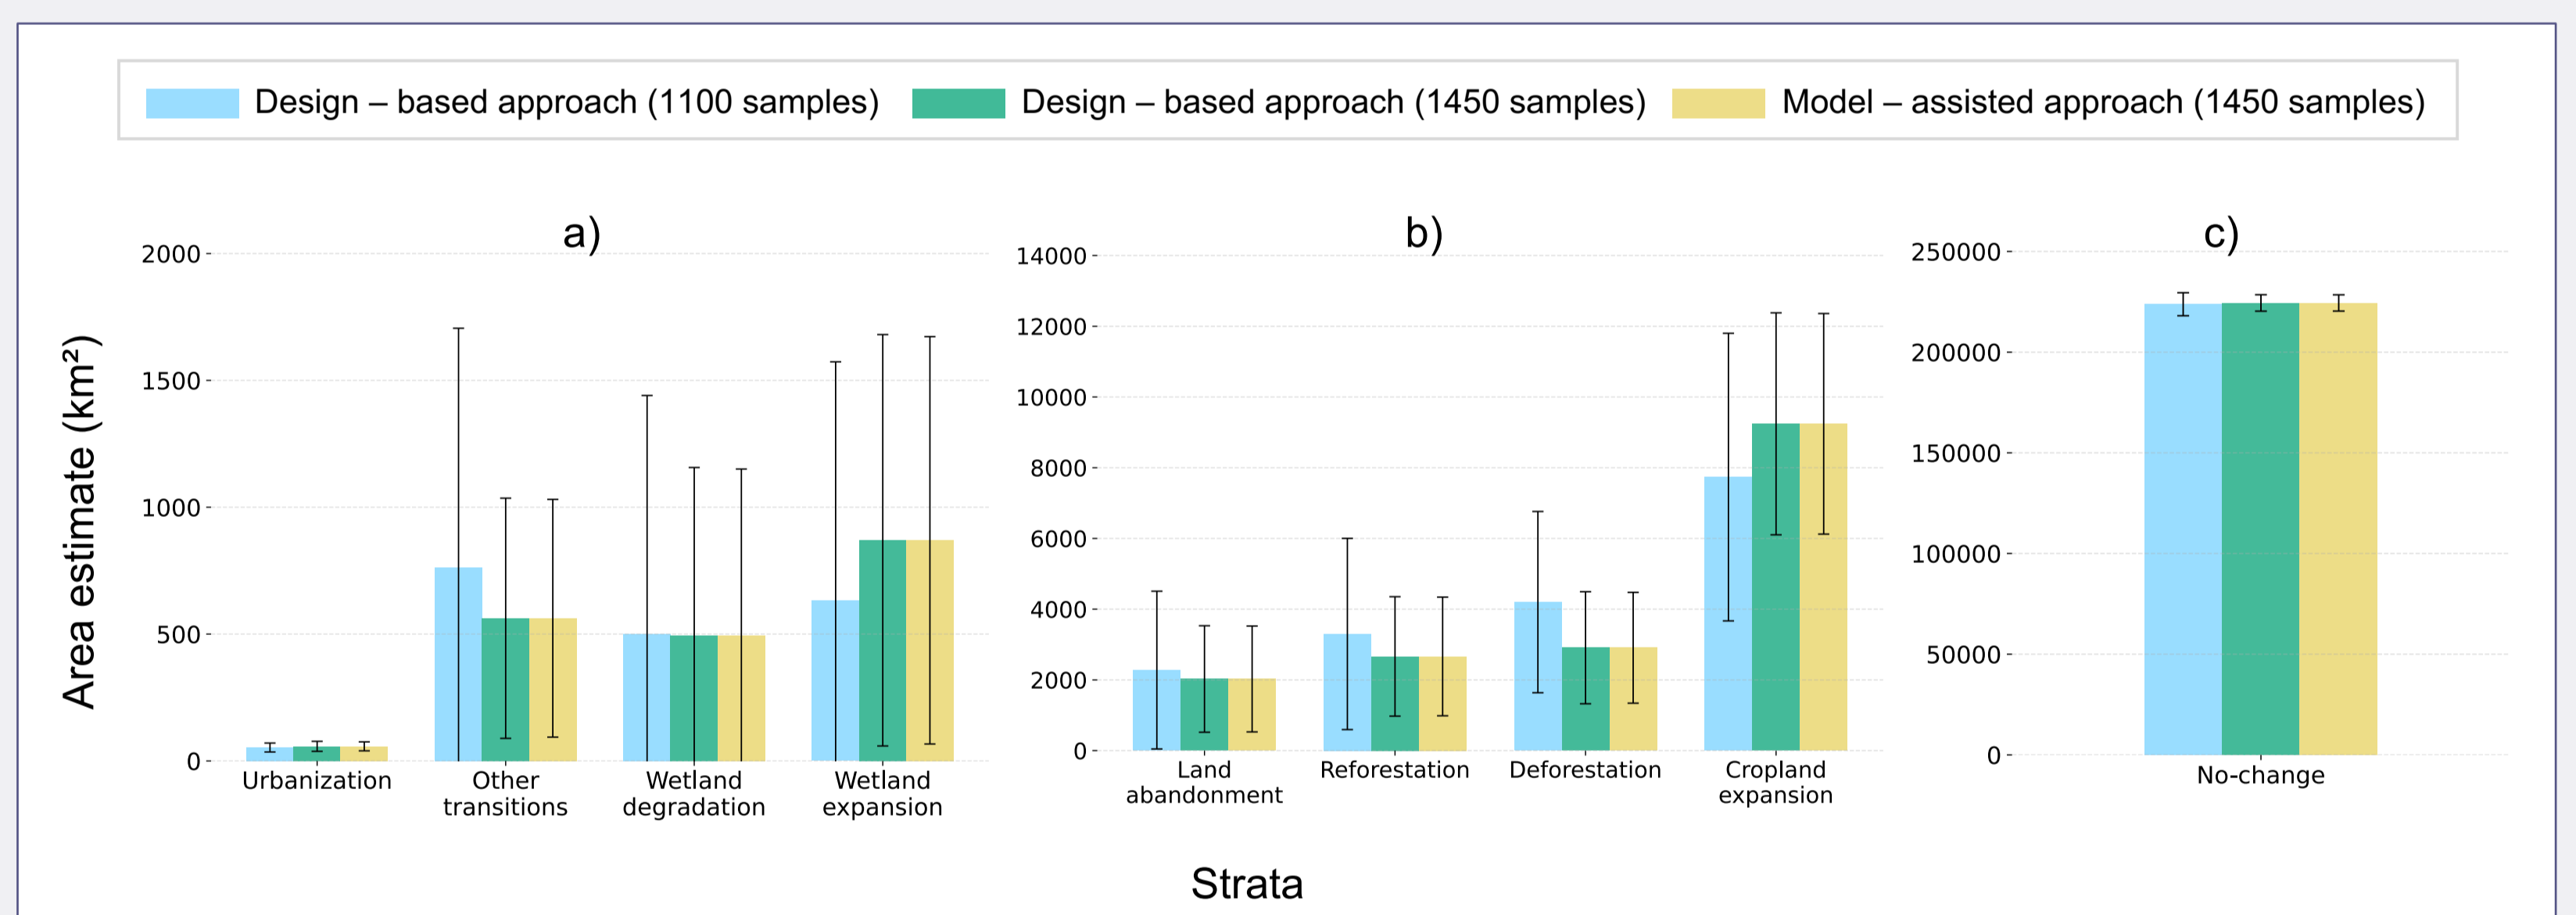 Design – based approach (1100 samples)
Design – based approach (1450 samples)
Model – assisted approach (1450 samples)
Area estimate (km²)
a)
2000
1500
1000
500
0
Urbanization
Other
transitions
Wetland
degradation
Wetland
expansion
b)
14000
12000
10000
8000
6000
4000
2000
0
Land
abandonment
Reforestation
Deforestation
Cropland
expansion
c)
250000
200000
150000
100000
50000
0
No-change
Strata